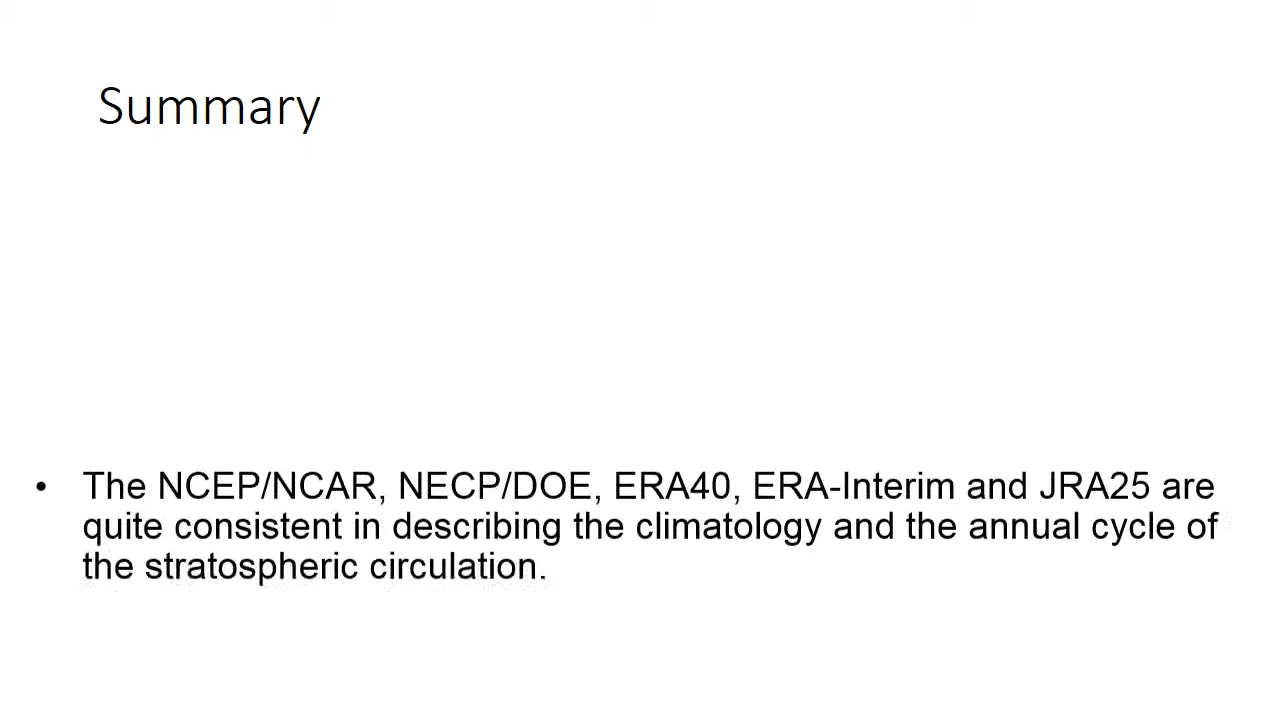 Summary
• The NCEP/NCAR, NECP/DOE, ERA40, ERA-Interim and JRA25 are
quite consistent in describing the climatology and the annual cycle of
the stratospheric circulation.